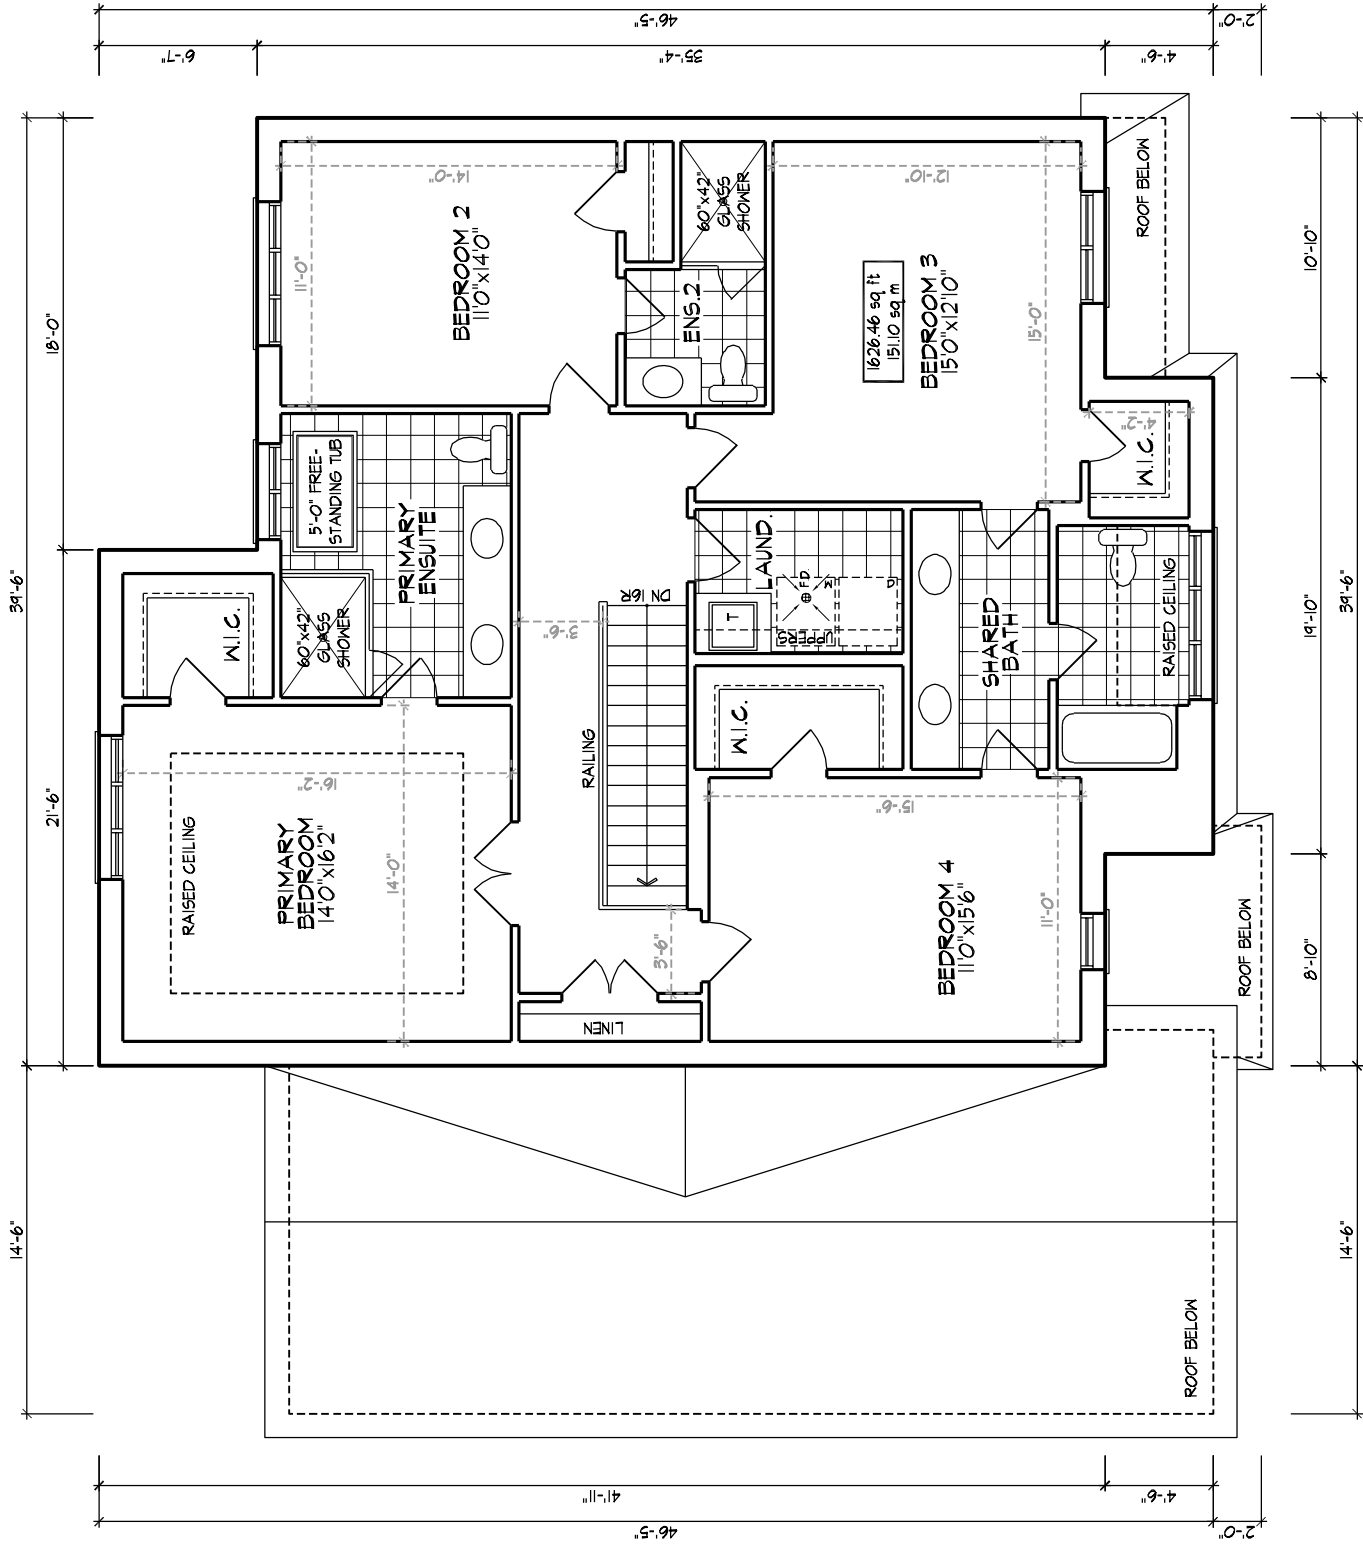 46'-5"
2'-0"
6'-7"
35'-4"
4'-6"
39'-6"
18'-0"
21'-6"
14'-6"
10'-10"
19'-10"
8'-10"
39'-6"
14'-6"
ROOF BELOW
14'-0"
11'-0"
BEDROOM 2
11'0"x14'0"
60"x42"
GLASS
SHOWER
ENS.2
12'-10"
15'-0"
1626.46 sq ft
151.10 sq m
BEDROOM 3
15'0"x12'10"
4'-2"
W.I.C.
5'-0" FREE-
STANDING TUB
PRIMARY
ENSUITE
60"x42"
GLASS
SHOWER
W.I.C.
3'-6"
DN 16R
RAILING
LAUND.
T
F.D.
W
D
UPPERS
W.I.C.
SHARED
BATH
RAISED CEILING
16'-2"
14'-0"
RAISED CEILING
PRIMARY
BEDROOM
14'0"x16'2"
15'-6"
11'-0"
BEDROOM 4
11'0"x15'6"
3'-6"
LINEN
ROOF BELOW
ROOF BELOW
41'-11"
4'-6"
46'-5"
2'-0"